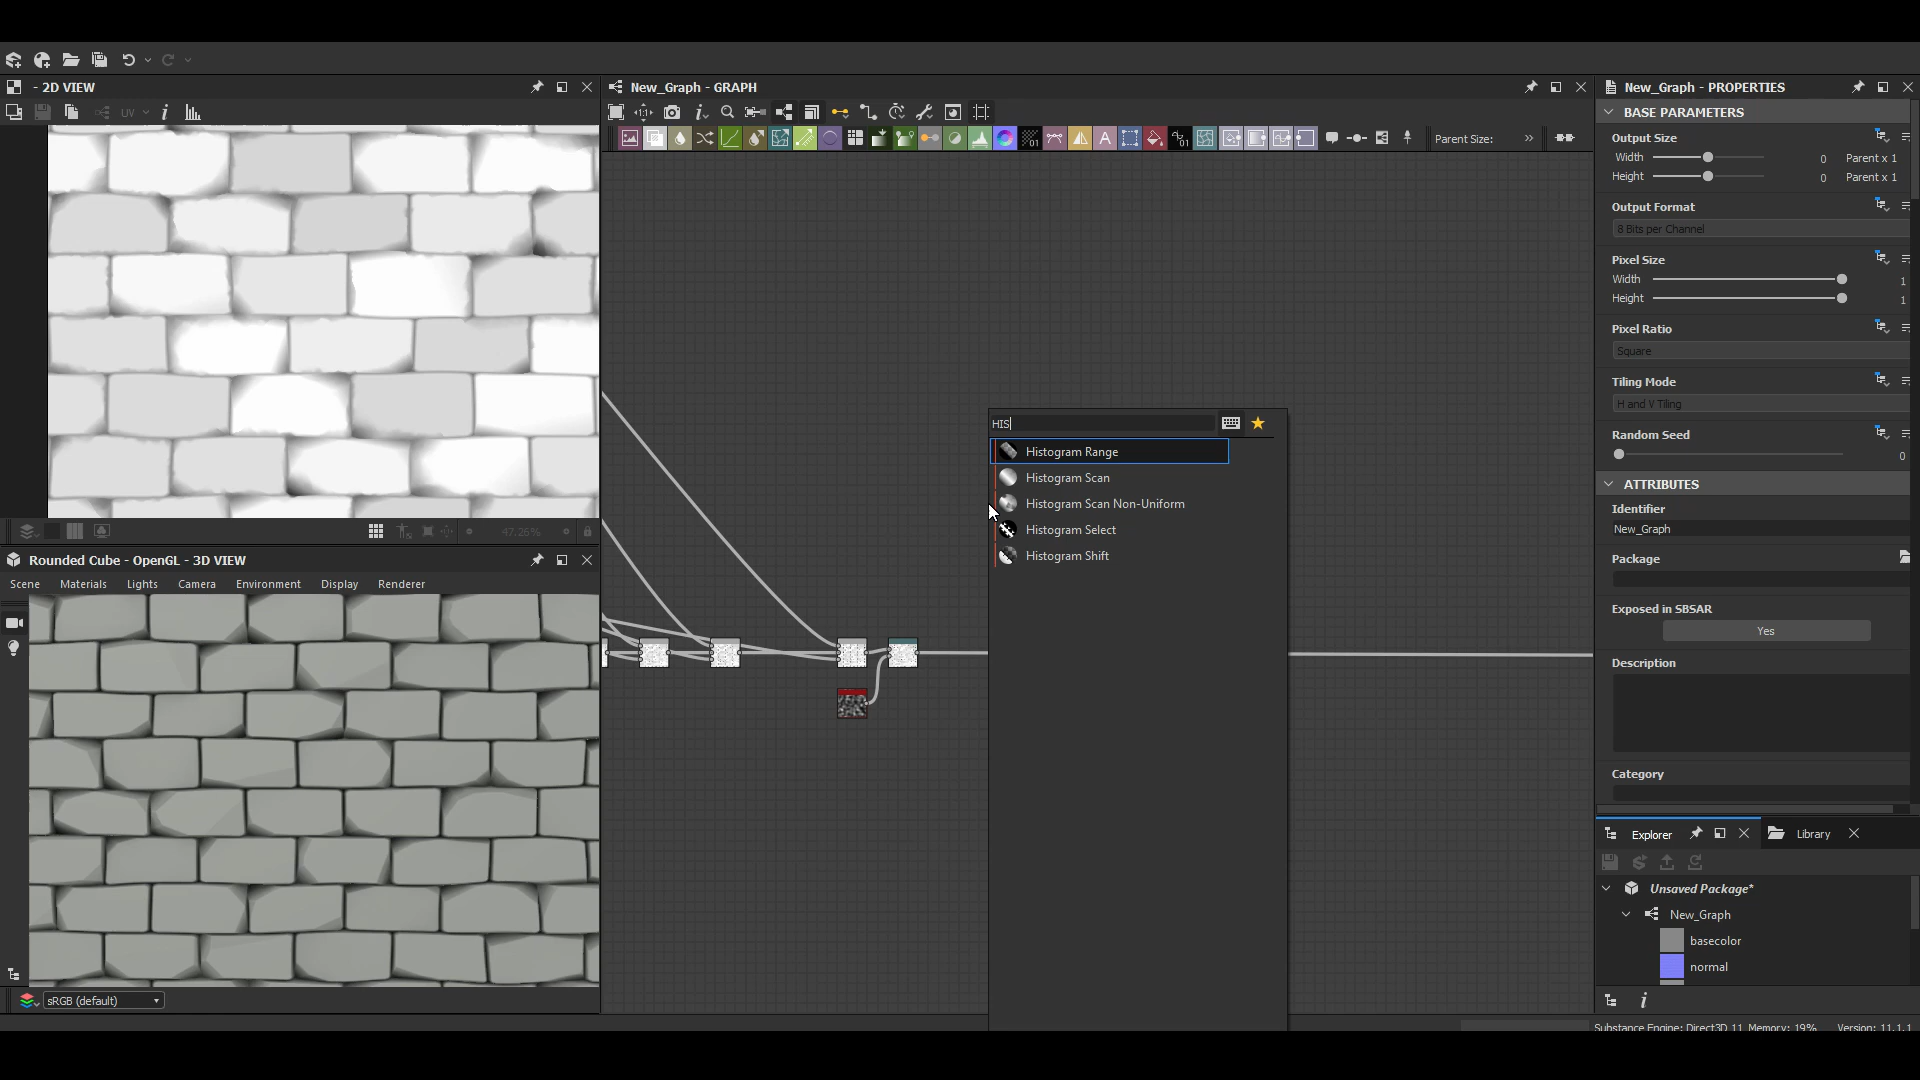 - 2D VIEW
New_Graph - GRAPH
New_Graph - PROPERTIES
UV
BASE PARAMETERS
Parent Size:
Output Size
Width 0 Parent x 1
Height 0 Parent x 1
Output Format
8 Bits per Channel
Pixel Size
Width 1
Height 1
Pixel Ratio
Square
Tiling Mode
H and V Tiling
Random Seed
0
ATTRIBUTES
Identifier
New_Graph
Package
Exposed in SBSAR
Yes
Description
Category
HIS
Histogram Range
Histogram Scan
Histogram Scan Non-Uniform
Histogram Select
Histogram Shift
47.26%
Rounded Cube - OpenGL - 3D VIEW
Scene Materials Lights Camera Environment Display Renderer
sRGB (default)
Explorer
Library
Unsaved Package*
New_Graph
basecolor
normal
Substance Engine: Direct3D 11 Memory: 19% Version: 11.1.1